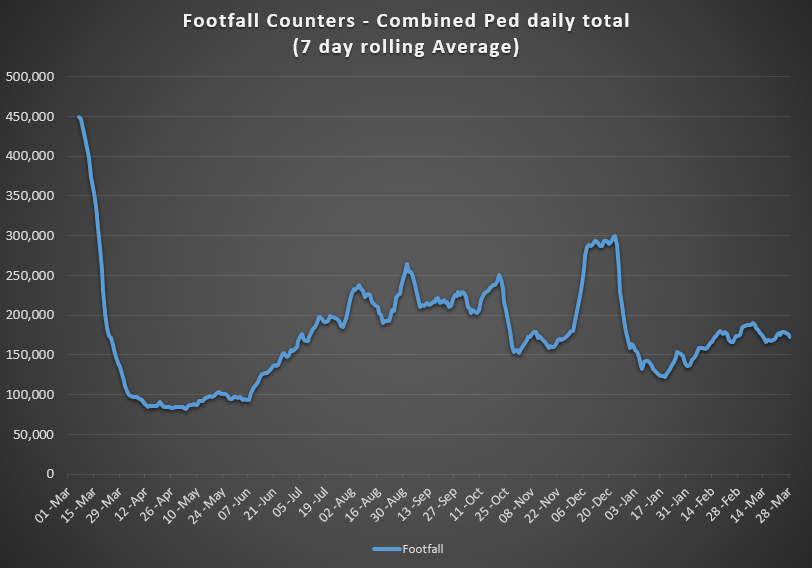 Footfall Counters - Combined Ped daily total
(7 day rolling Average)
500,000
450,000
400,000
350,000
300,000
250,000
200,000
150,000
100,000
50,000
0
01-Mar
15-Mar
29-Mar
12-Apr
26-Apr
10-May
24-May
07-Jun
21-Jun
05-Jul
19-Jul
02-Aug
16-Aug
30-Aug
13-Sep
27-Sep
11-Oct
25-Oct
08-Nov
22-Nov
06-Dec
20-Dec
03-Jan
17-Jan
31-Jan
14-Feb
28-Feb
14-Mar
28-Mar
Footfall